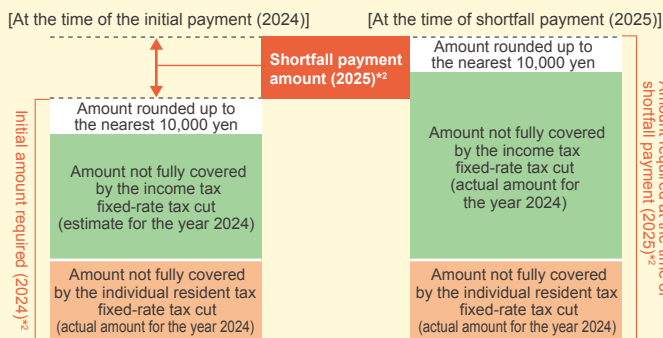 [At the time of the initial payment (2024)]
[At the time of shortfall payment (2025)]
Shortfall payment
amount (2025)*2
Initial amount required (2024)*2
Amount rounded up to
the nearest 10,000 yen
Amount not fully covered
by the income tax
fixed-rate tax cut
(estimate for the year 2024)
Amount not fully covered
by the individual resident tax
fixed-rate tax cut
(actual amount for the year 2024)
Amount rounded up to
the nearest 10,000 yen
Amount not fully covered
by the income tax
fixed-rate tax cut
(actual amount for
the year 2024)
Amount not fully covered
by the individual resident tax
fixed-rate tax cut
(actual amount for the year 2024)
Amount required at the time of
shortfall payment (2025)*2